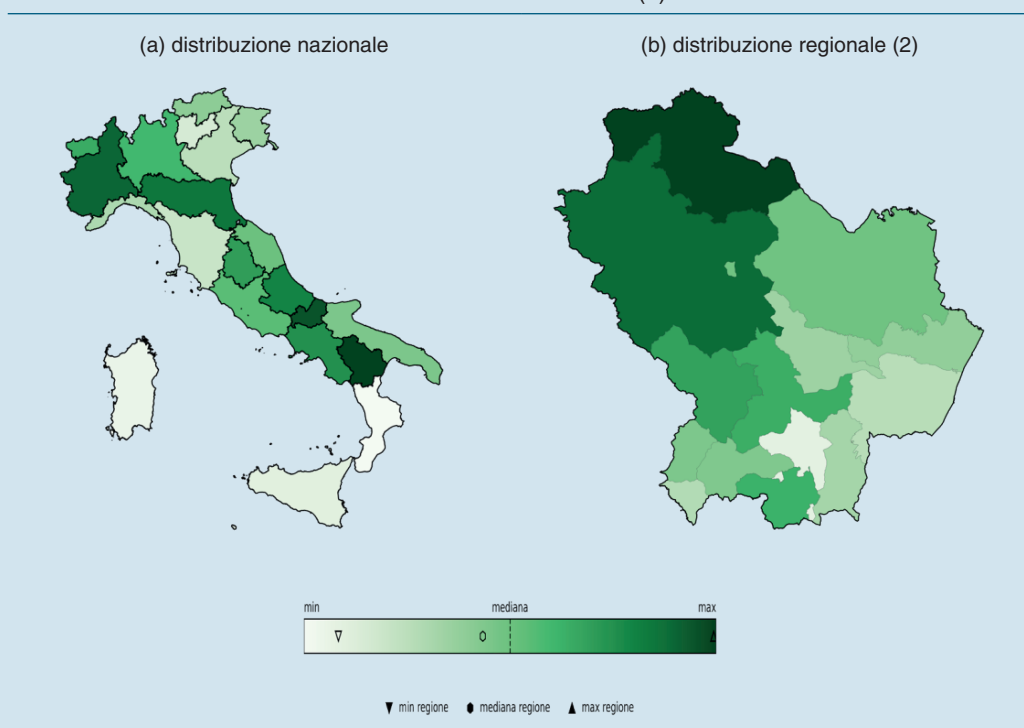 (a) distribuzione nazionale
(b) distribuzione regionale (2)
min mediana max
min regione mediana regione max regione